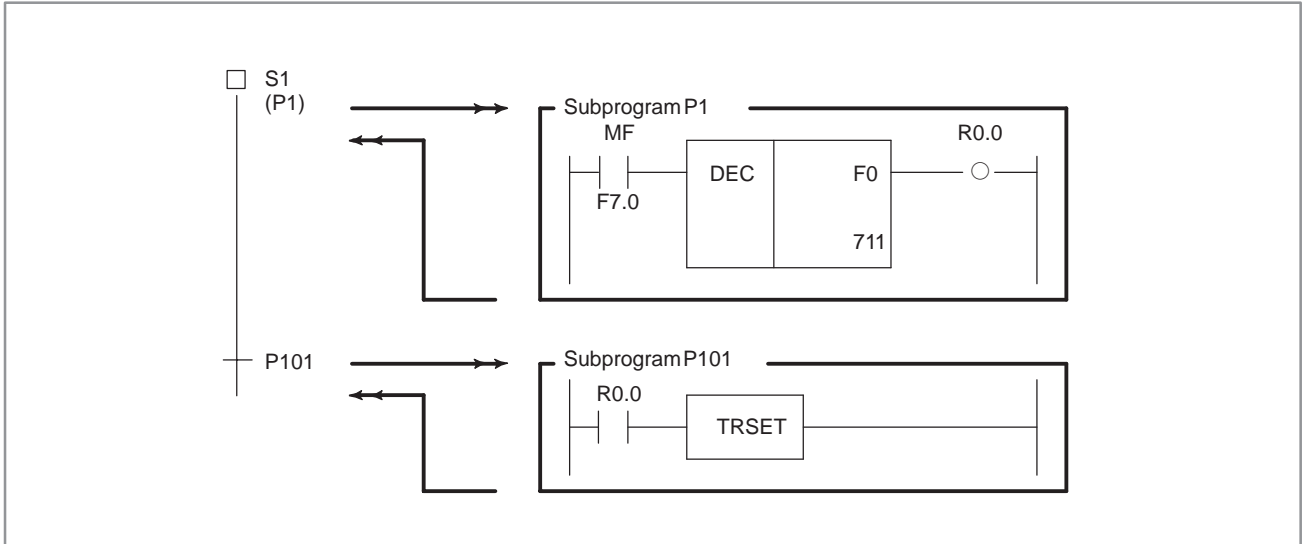 S1
(P1)
Subprogram P1
MF
R0.0
DEC
F0
F7.0
711
P101
Subprogram P101
R0.0
TRSET